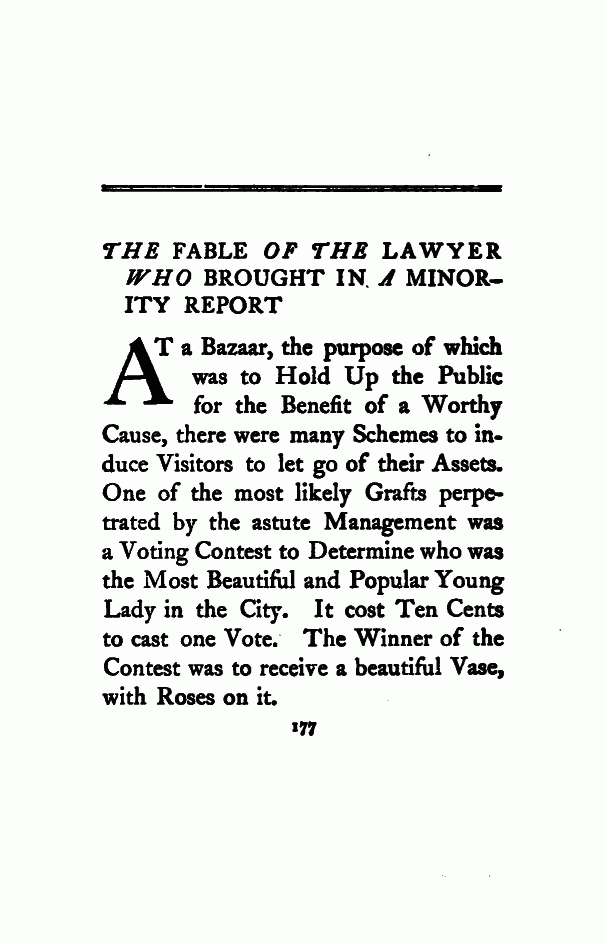 THE FABLE OF THE LAWYER
WHO BROUGHT IN A MINOR-
ITY REPORT
AT a Bazaar, the purpose of which
was to Hold Up the Public
for the Benefit of a Worthy
Cause, there were many Schemes to in-
duce Visitors to let go of their Assets.
One of the most likely Grafts perpe-
trated by the astute Management was
a Voting Contest to Determine who was
the Most Beautiful and Popular Young
Lady in the City. It cost Ten Cents
to cast one Vote. The Winner of the
Contest was to receive a beautiful Vase,
with Roses on it.
177